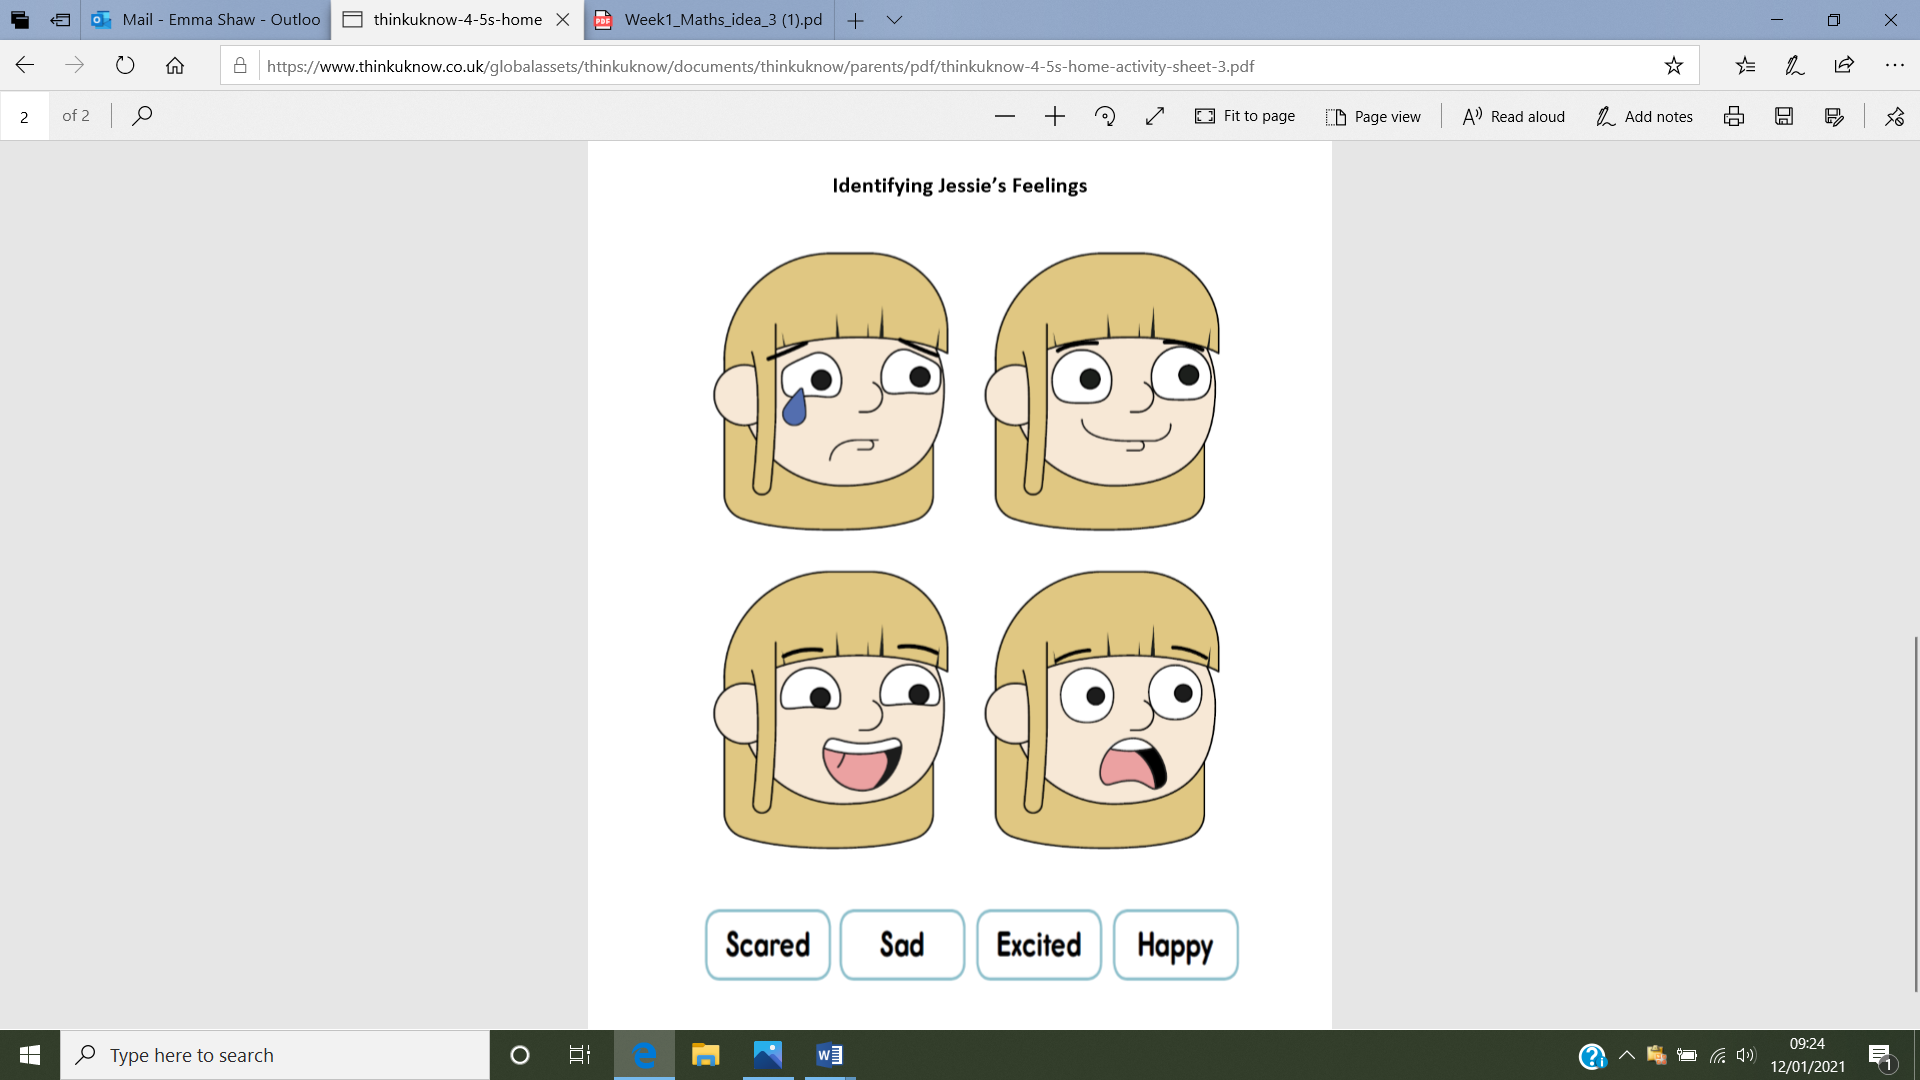 Mail - Emma Shaw - Outloo
thinkuknow-4-5s-home
Week1_Maths_idea_3 (1).pd
https://www.thinkuknow.co.uk/globalassets/thinkuknow/documents/thinkuknow/parents/pdf/thinkuknow-4-5s-home-activity-sheet-3.pdf
2 of 2
Fit to page
Page view
Read aloud
Add notes
Identifying Jessie's Feelings
Scared Sad Excited Happy
Type here to search
09:24
12/01/2021
1